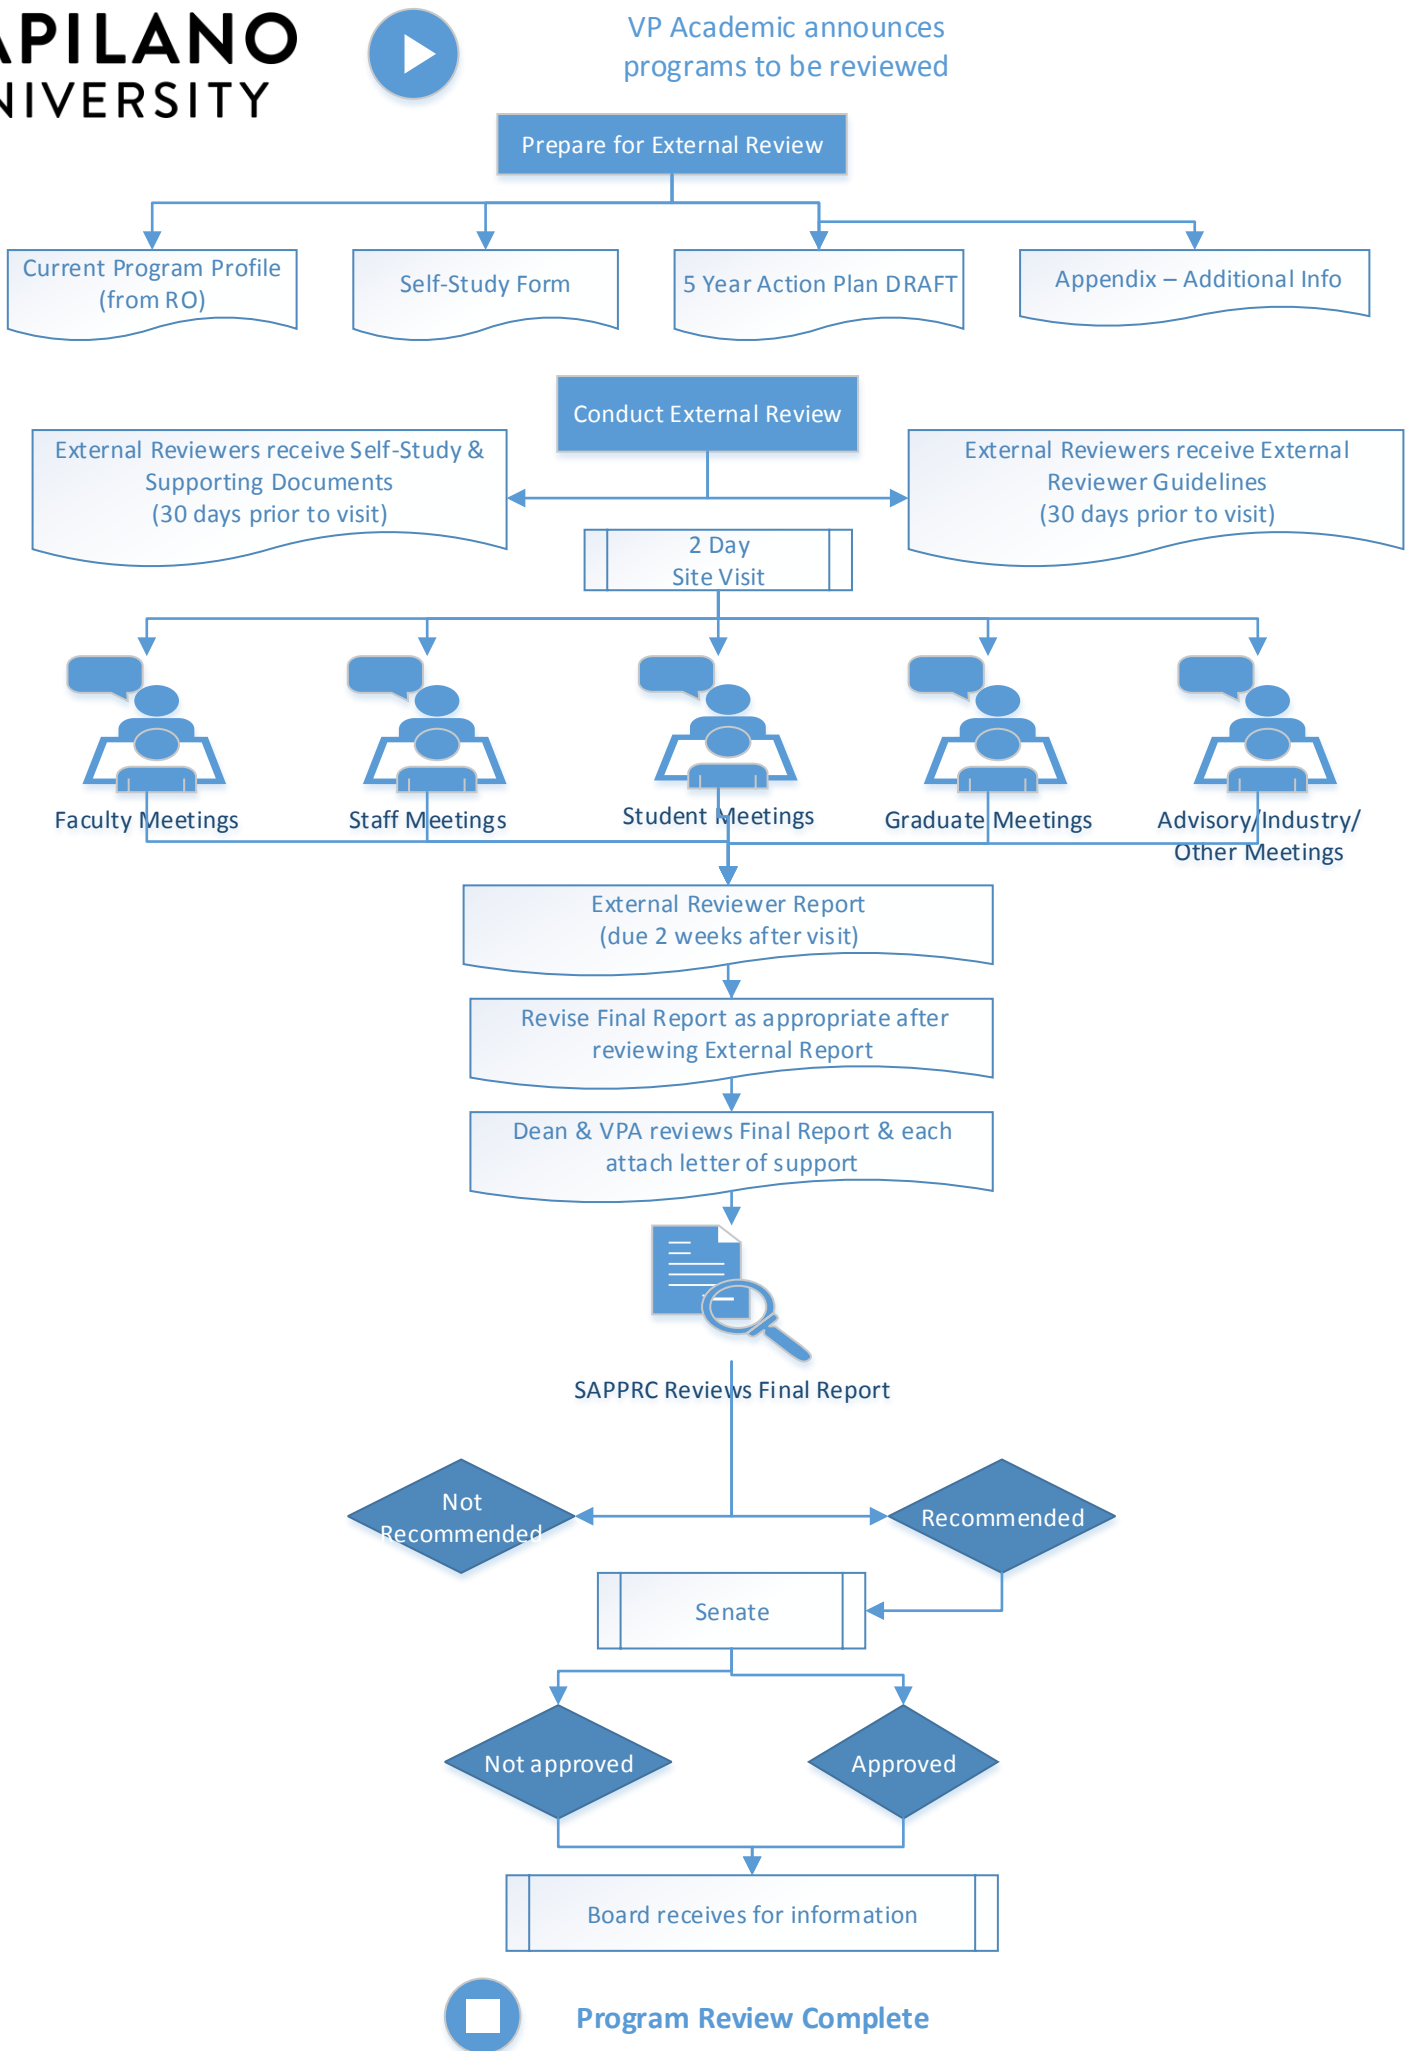 APILANO
NIVERSITY
VP Academic announces
programs to be reviewed
Prepare for External Review
Current Program Profile
(from RO)
Self-Study Form
5 Year Action Plan DRAFT
Appendix – Additional Info
Conduct External Review
External Reviewers receive Self-Study &
Supporting Documents
(30 days prior to visit)
External Reviewers receive External
Reviewer Guidelines
(30 days prior to visit)
2 Day
Site Visit
Faculty Meetings
Staff Meetings
Student Meetings
Graduate Meetings
Advisory/Industry/
Other Meetings
External Reviewer Report
(due 2 weeks after visit)
Revise Final Report as appropriate after
reviewing External Report
Dean & VPA reviews Final Report & each
attach letter of support
SAPPRC Reviews Final Report
Not
Recommended
Recommended
Senate
Not approved
Approved
Board receives for information
Program Review Complete